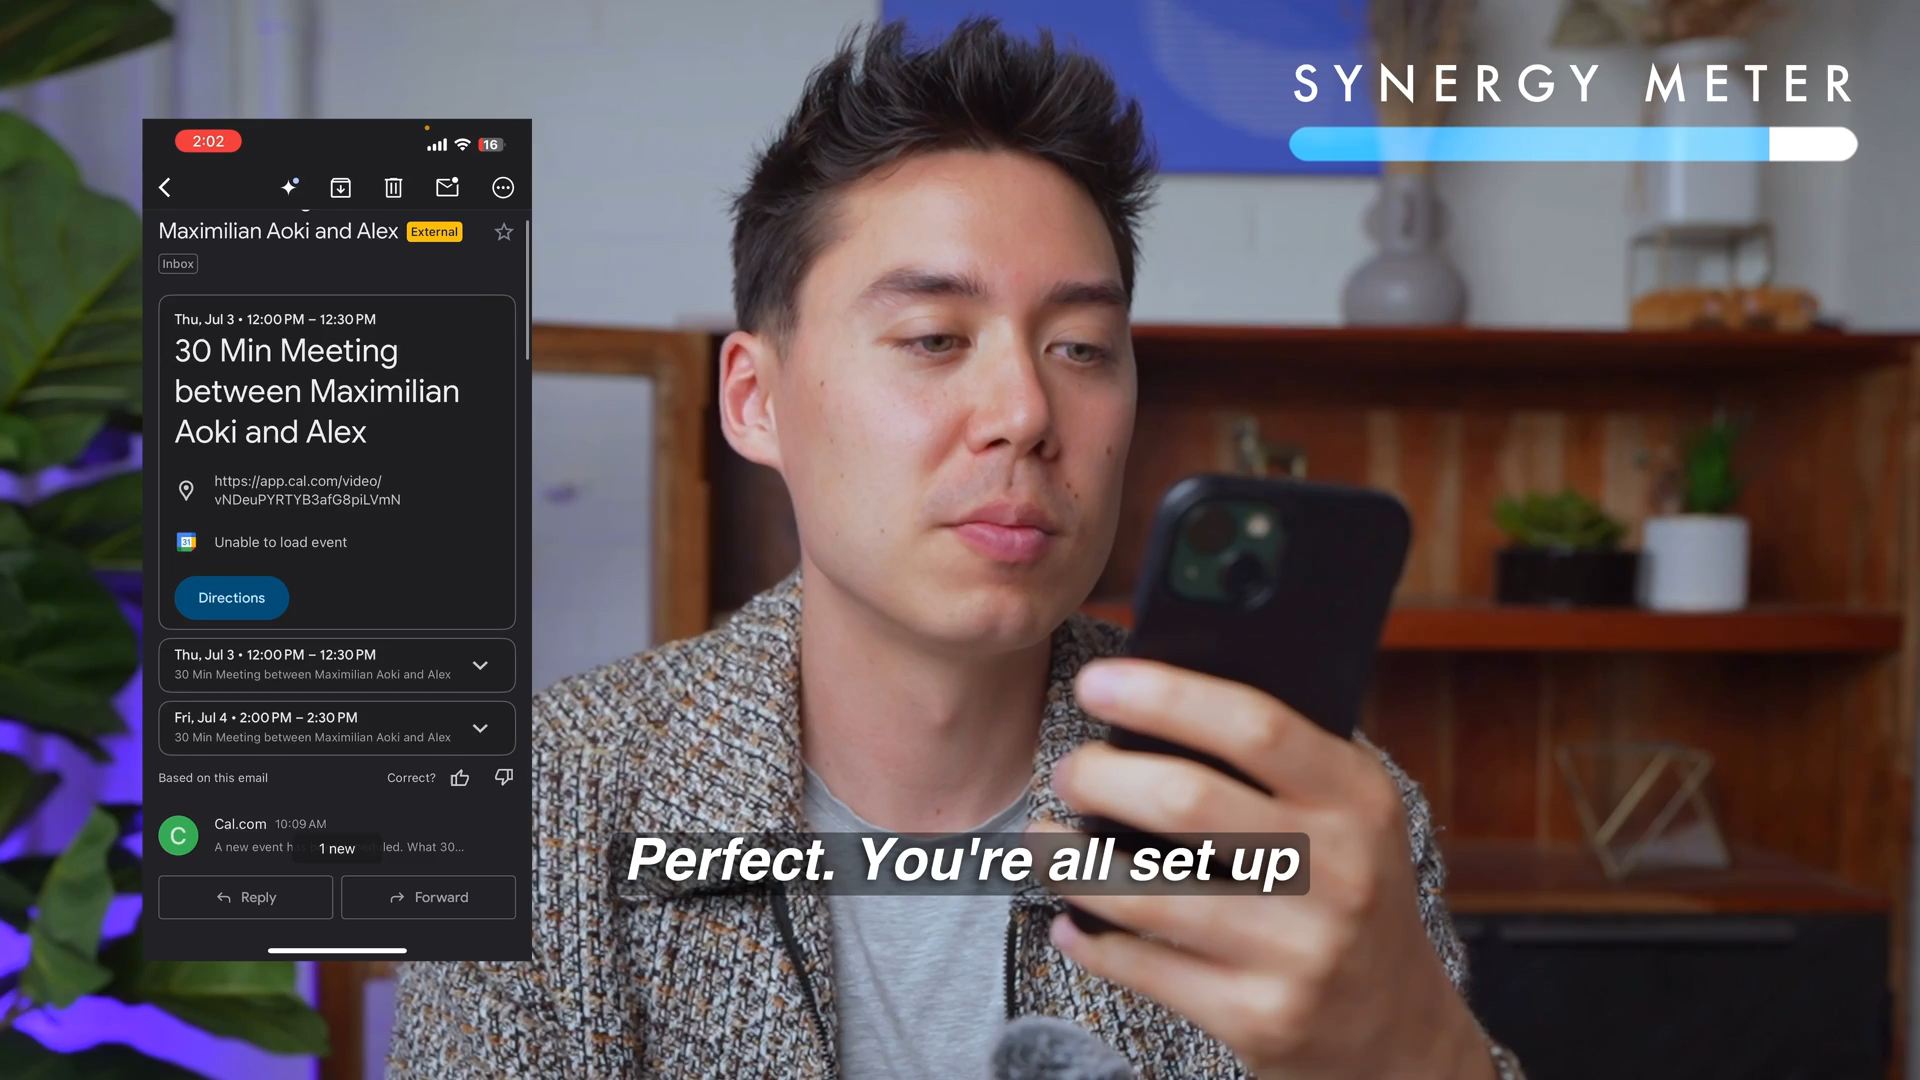 SYNERGY METER
2:02
16
Maximilian Aoki and Alex External
Inbox
Thu, Jul 3 • 12:00 PM – 12:30 PM
30 Min Meeting
between Maximilian
Aoki and Alex
https://app.cal.com/video/
vNDeuPYRTYB3afG8piLVmN
31 Unable to load event
Directions
Thu, Jul 3 • 12:00 PM – 12:30 PM
30 Min Meeting between Maximilian Aoki and Alex
Fri, Jul 4 • 2:00 PM – 2:30 PM
30 Min Meeting between Maximilian Aoki and Alex
Based on this email Correct?
C Cal.com 10:09 AM
A new event
1 new
What 30...
Reply Forward
Perfect. You're all set up